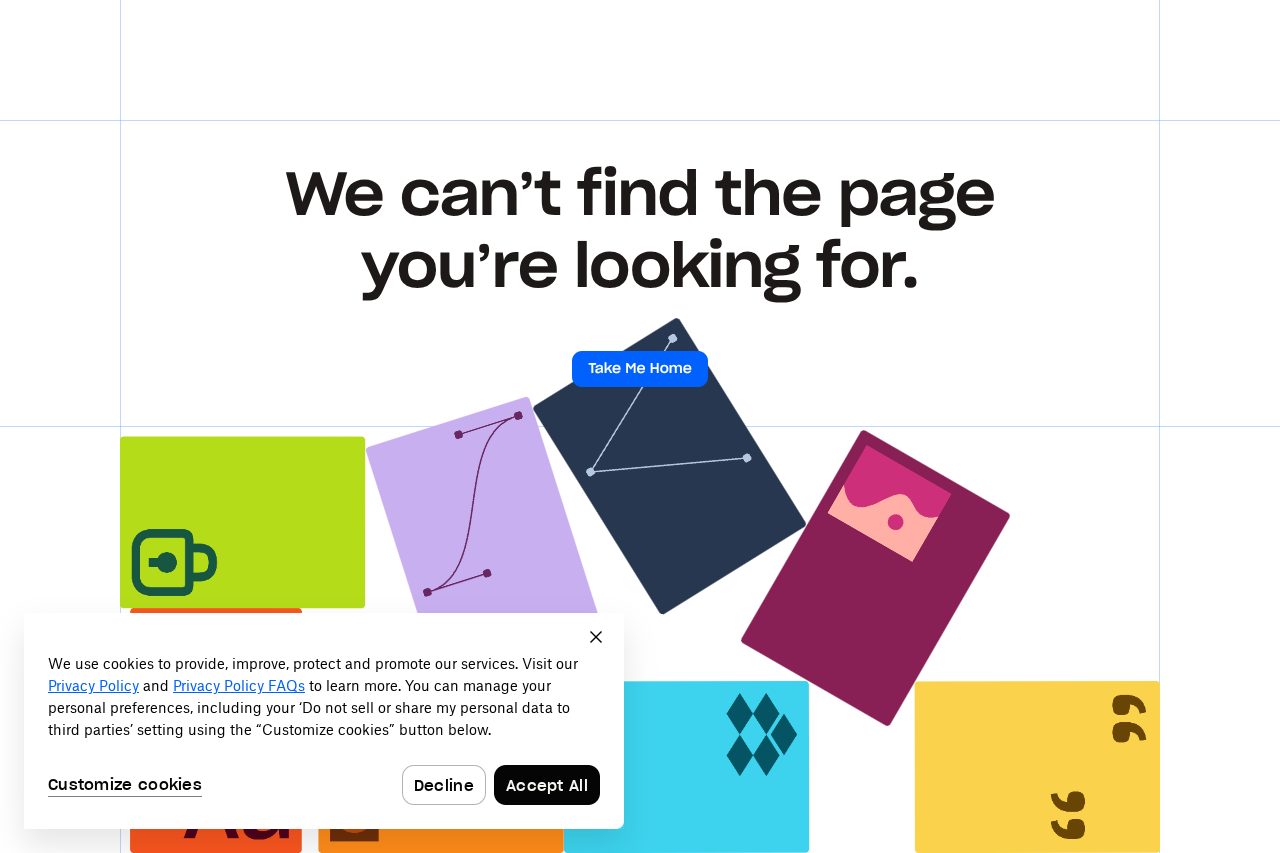 We can’t find the page
you’re looking for.
Take Me Home
We use cookies to provide, improve, protect and promote our services. Visit our
Privacy Policy and Privacy Policy FAQs to learn more. You can manage your
personal preferences, including your ‘Do not sell or share my personal data to
third parties’ setting using the “Customize cookies” button below.
Customize cookies
Decline
Accept All